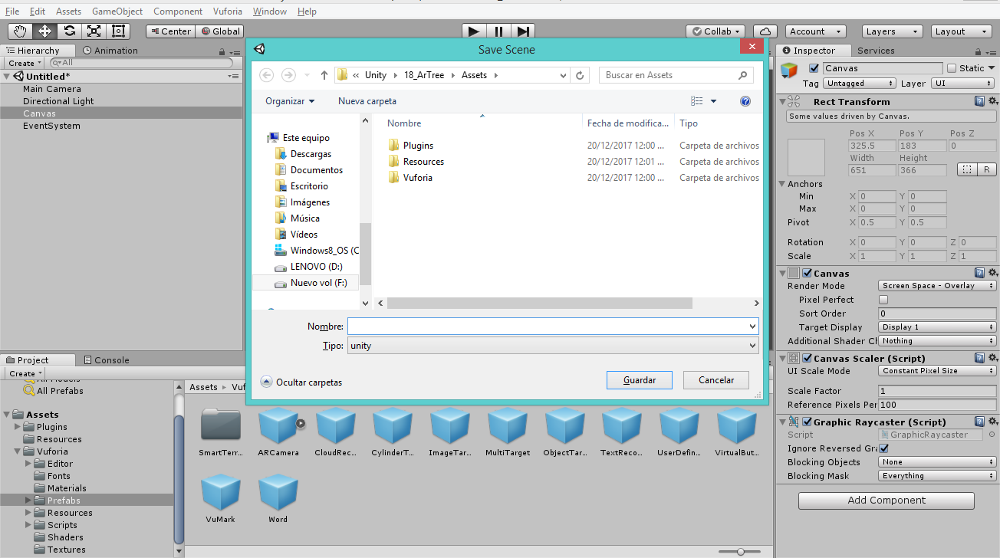 File Edit Assets GameObject Component Vuforia Window Help
Center Global Collab Account Layers Layout
Hierarchy Animation
Create All
Untitled*
Main Camera
Directional Light
Canvas
EventSystem
Save Scene
« Unity 18_ArTree Assets
Buscar en Assets
Organizar Nueva carpeta
Este equipo
Descargas
Documentos
Escritorio
Imágenes
Música
Vídeos
Windows8_OS (C
LENOVO (D:)
Nuevo vol (F:)
Nombre Fecha de modifica... Tipo
Plugins 20/12/2017 12:00 ... Carpeta de archivos
Resources 20/12/2017 12:01 ... Carpeta de archivos
Vuforia 20/12/2017 12:00 ... Carpeta de archivos
Nombre:
Tipo: unity
Ocultar carpetas Guardar Cancelar
Inspector Services
Canvas Static
Tag Untagged Layer UI
Rect Transform
Some values driven by Canvas.
Pos X Pos Y Pos Z
325.5 183 0
Width Height
651 366 R
Anchors
Min X 0 Y 0
Max X 0 Y 0
Pivot X 0.5 Y 0.5
Rotation X 0 Y 0 Z 0
Scale X 1 Y 1 Z 1
Canvas
Render Mode Screen Space - Overlay
Pixel Perfect
Sort Order 0
Target Display Display 1
Additional Shader Ch Nothing
Canvas Scaler (Script)
UI Scale Mode Constant Pixel Size
Scale Factor 1
Reference Pixels Per 100
Graphic Raycaster (Script)
Script GraphicRaycaster
Ignore Reversed Gra
Blocking Objects None
Blocking Mask Everything
Add Component
Project Console
Create
All Models
All Prefabs
Assets
Plugins
Resources
Vuforia
Editor
Fonts
Materials
Prefabs
Resources
Scripts
Shaders
Textures
Assets Vuf
SmartTerr... ARCamera CloudRec... CylinderT... ImageTar... MultiTarget ObjectTar... TextReco... UserDefin... VirtualBut...
VuMark Word